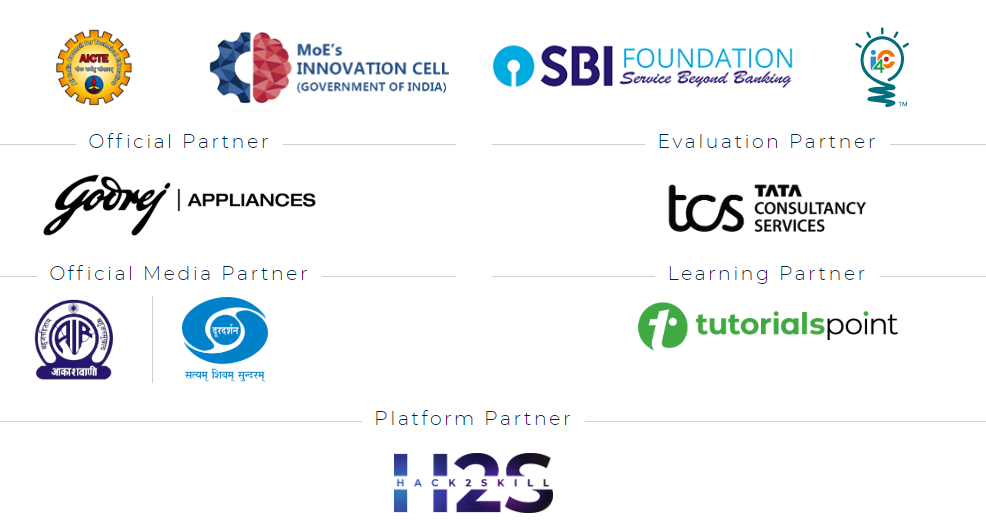 AICTE
MoE's
INNOVATION CELL
(GOVERNMENT OF INDIA)
SBI FOUNDATION
Service Beyond Banking
i4C
TM
Official Partner
Evaluation Partner
Godrej | APPLIANCES
tcs TATA
CONSULTANCY
SERVICES
Official Media Partner
Learning Partner
AIR
आकाशवाणी
दूरदर्शन
सत्यम् शिवम् सुन्दरम्
tutorialspoint
Platform Partner
H2S
HACK2SKILL